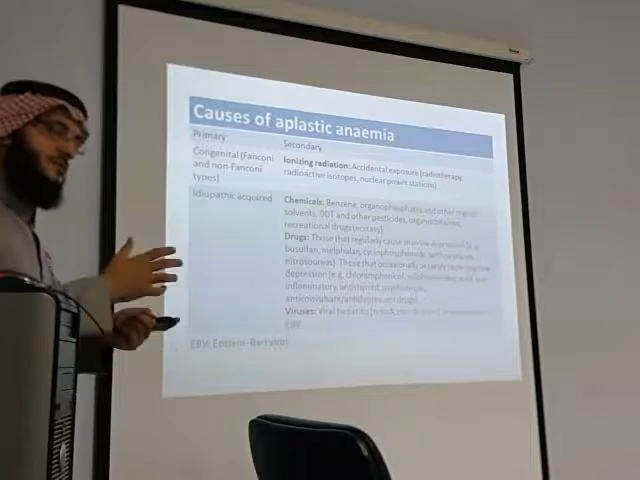 Causes of aplastic anaemia
Primary
Secondary
Congenital (Fanconi
and non-Fanconi
types)
Ionizing radiation: Accidental exposure (radiotherapy,
radioactive isotopes, nuclear power stations)
Idiopathic acquired
Chemicals: Benzene, organophosphates and other organic
solvents, DDT and other pesticides, organochlorines,
recreational drugs (ecstasy)
Drugs: Those that regularly cause marrow depression (e.g.
busulfan, melphalan, cyclophosphamide, anthracyclines,
nitrosoureas). Those that occasionally or rarely cause marrow
depression (e.g. chloramphenicol,
inflammatory,
anticonvulsant/antidepressant drugs)
Viruses: Viral hepatitis
EBV
EBV: Epstein–Barr virus